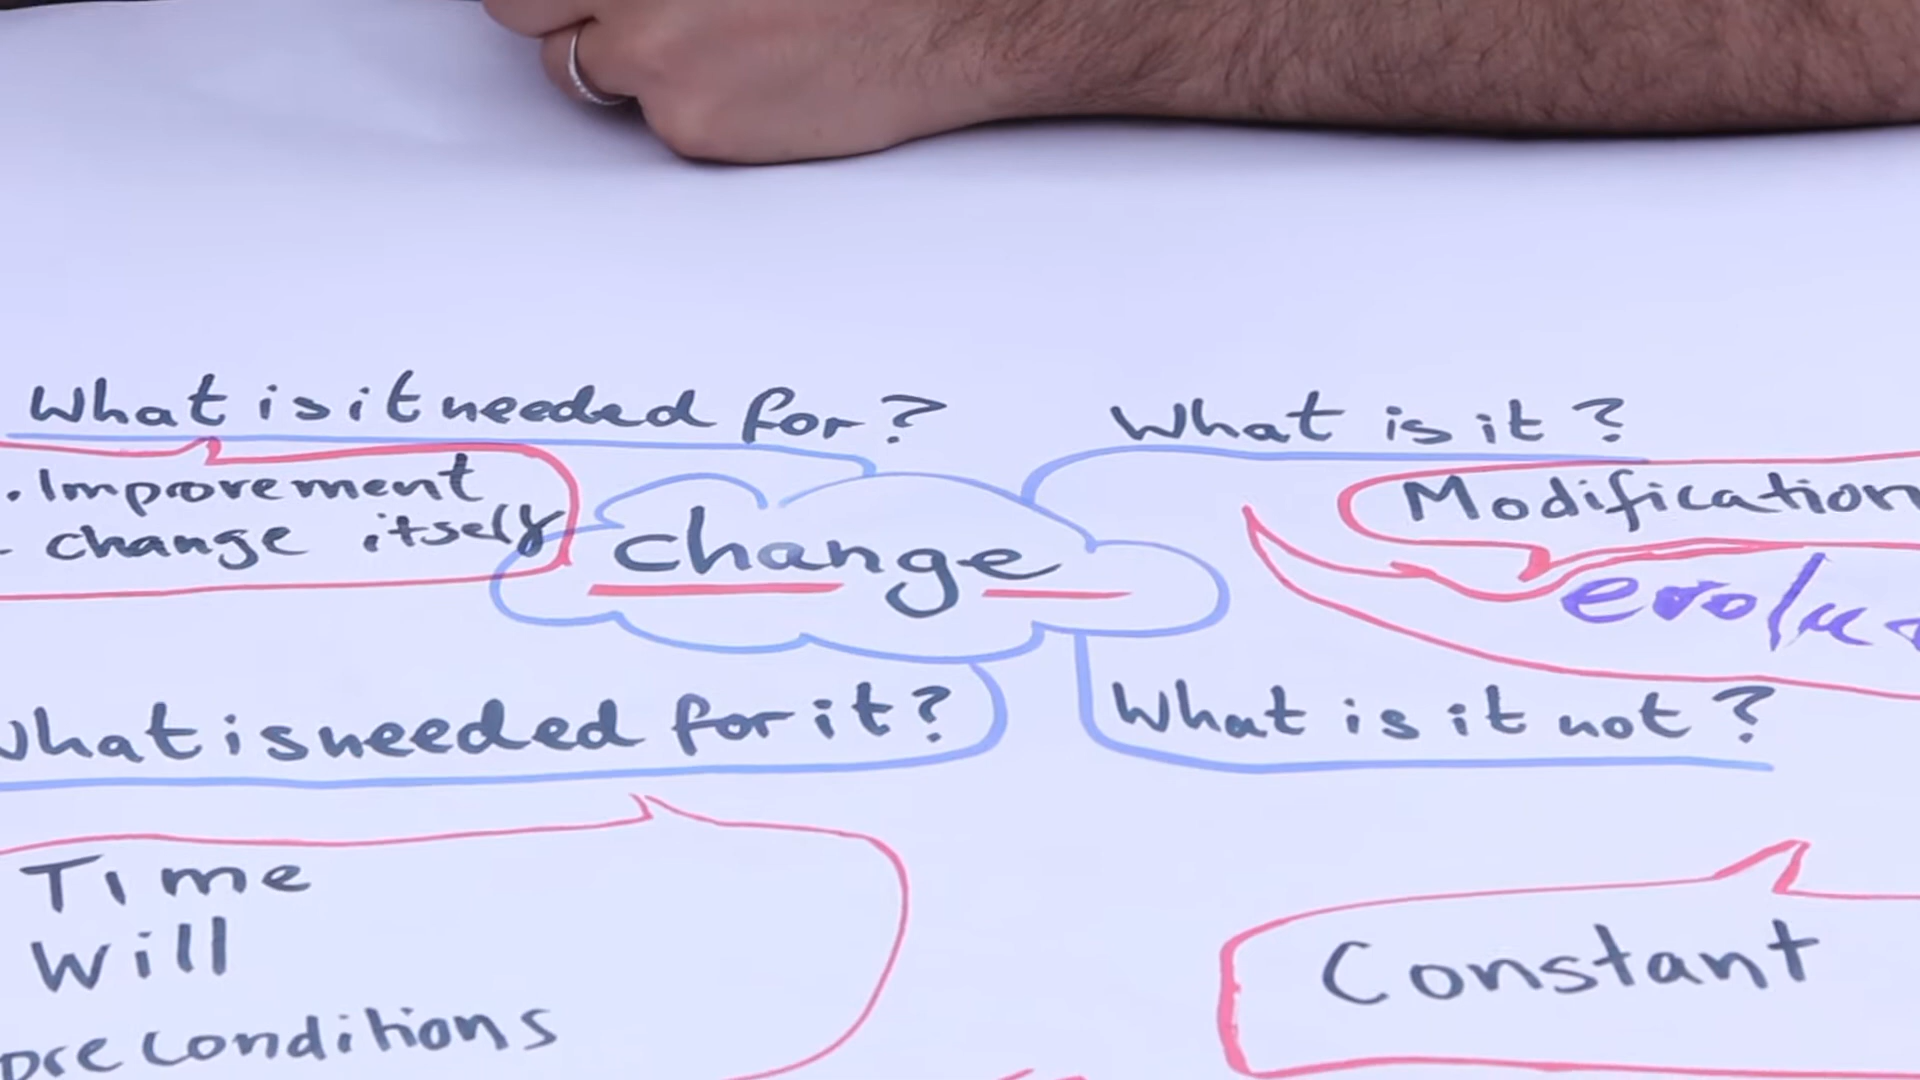 What is it needed for?
. Improvement
- change itself
What is it?
Modification
change
What is needed for it?
Time
Will
preconditions
What is it not?
Constant